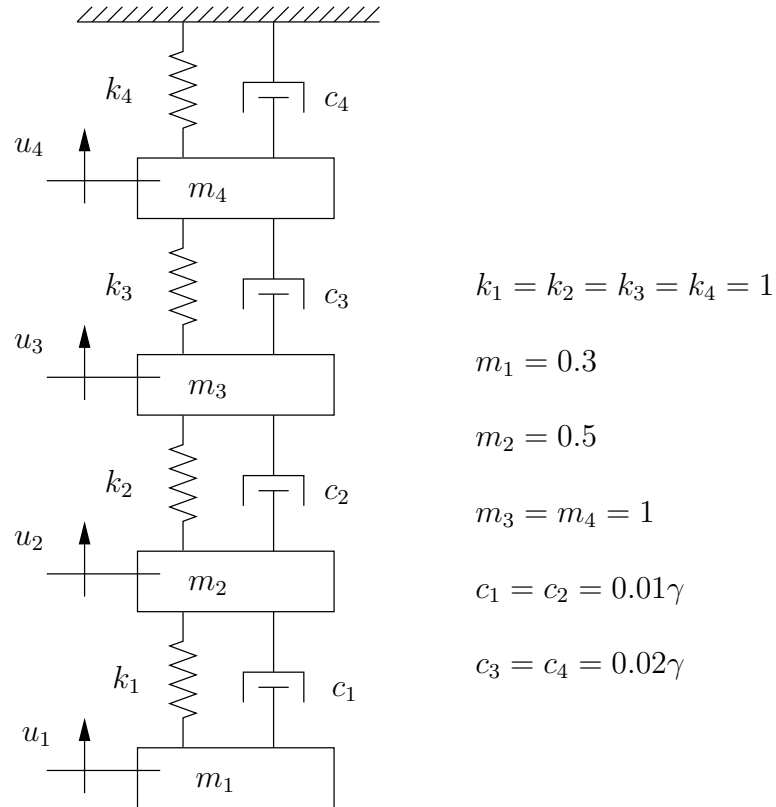 k₄
c₄
u₄
m₄
k₃
c₃
u₃
m₃
k₂
c₂
u₂
m₂
k₁
c₁
u₁
m₁
k₁ = k₂ = k₃ = k₄ = 1
m₁ = 0.3
m₂ = 0.5
m₃ = m₄ = 1
c₁ = c₂ = 0.01γ
c₃ = c₄ = 0.02γ